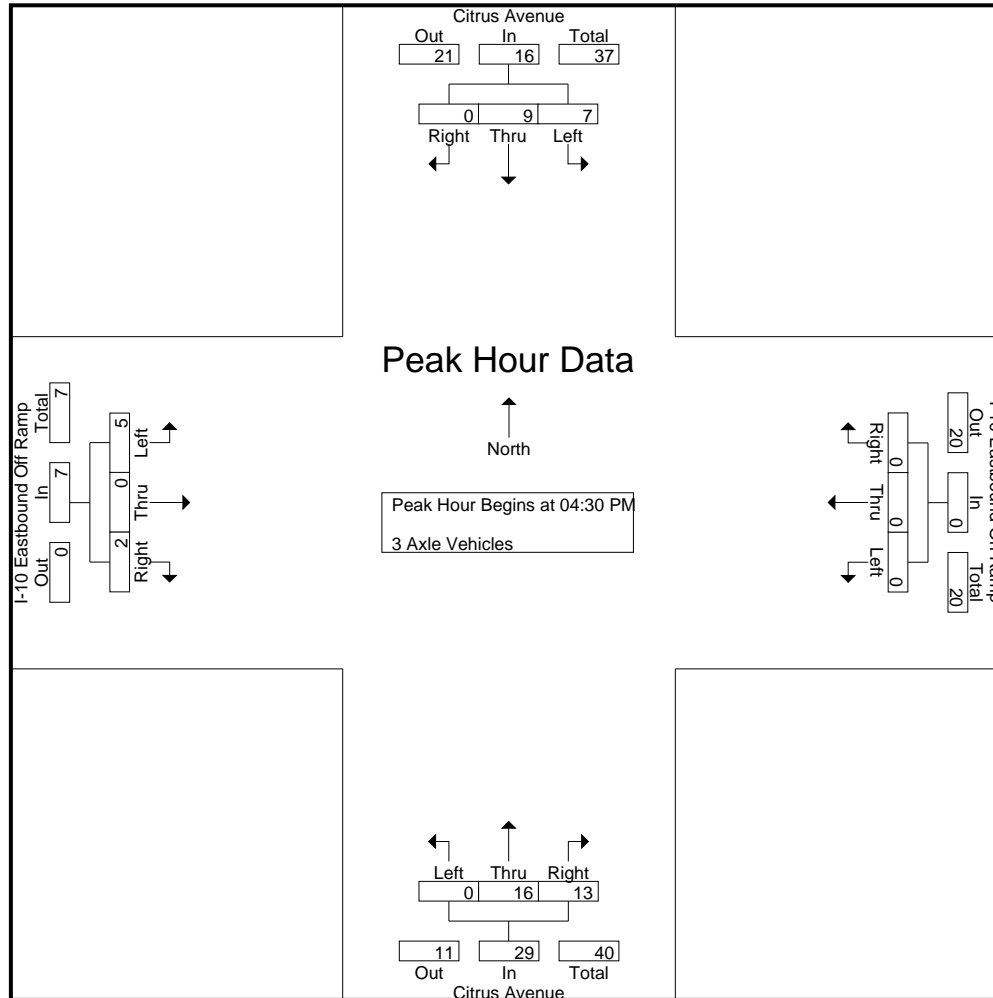 Citrus Avenue
Out In Total
21 16 37
0 9 7
Right Thru Left
Peak Hour Data
North
Peak Hour Begins at 04:30 PM
3 Axle Vehicles
I-10 Eastbound Off Ramp
Total In Out
7 7 0
5 0 2
Left Thru Right
Out In Total
20 0 20
0 0 0
Right Thru Left
Left Thru Right
0 16 13
11 29 40
Out In Total
Citrus Avenue